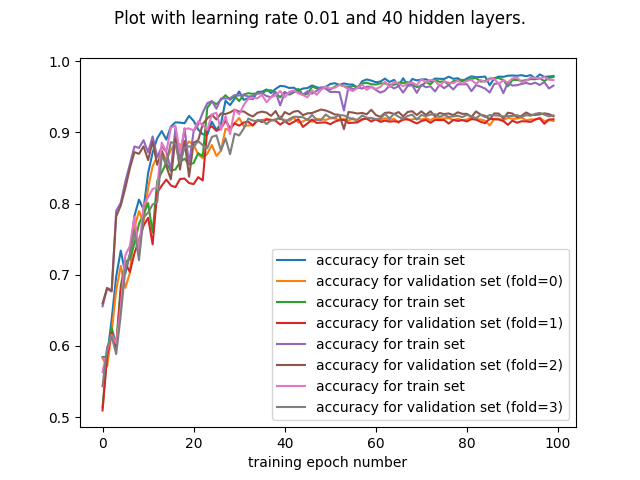 Plot with learning rate 0.01 and 40 hidden layers.
1.0
0.9
0.8
0.7
0.6
0.5
accuracy for train set
accuracy for validation set (fold=0)
accuracy for train set
accuracy for validation set (fold=1)
accuracy for train set
accuracy for validation set (fold=2)
accuracy for train set
accuracy for validation set (fold=3)
0 20 40 60 80 100
training epoch number